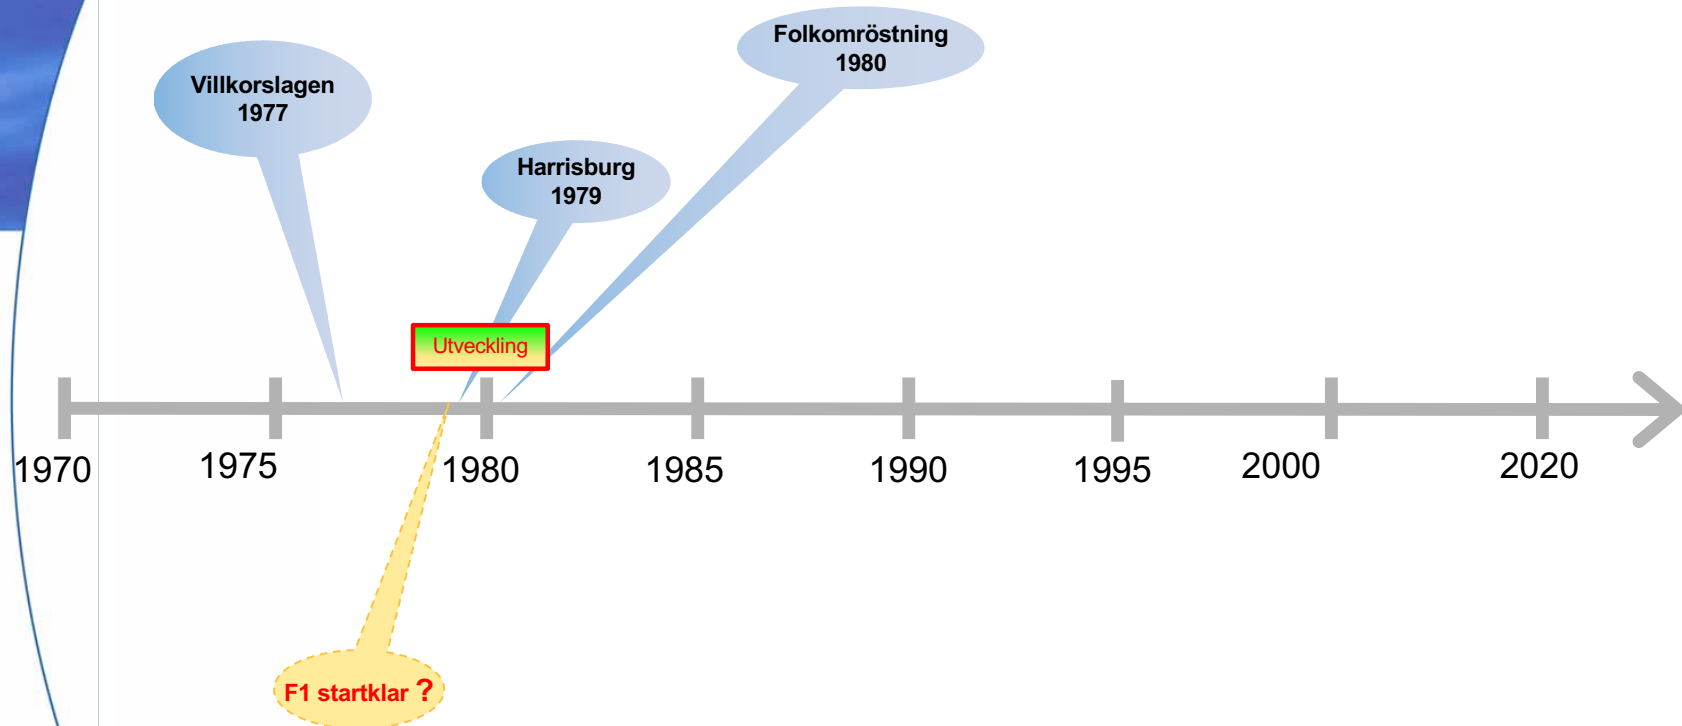 Folkomröstning
1980
Villkorslagen
1977
Harrisburg
1979
Utveckling
1970
1975
1980
1985
1990
1995
2000
2020
F1 startklar ?